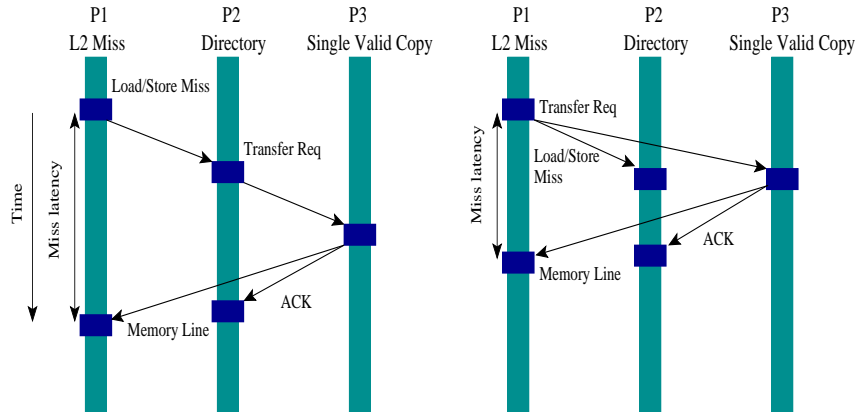 P1
P2
P3
L2 Miss
Directory
Single Valid Copy
Load/Store Miss
Transfer Req
Time
Miss latency
ACK
Memory Line
P1
P2
P3
L2 Miss
Directory
Single Valid Copy
Transfer Req
Load/Store
Miss
Miss latency
ACK
Memory Line